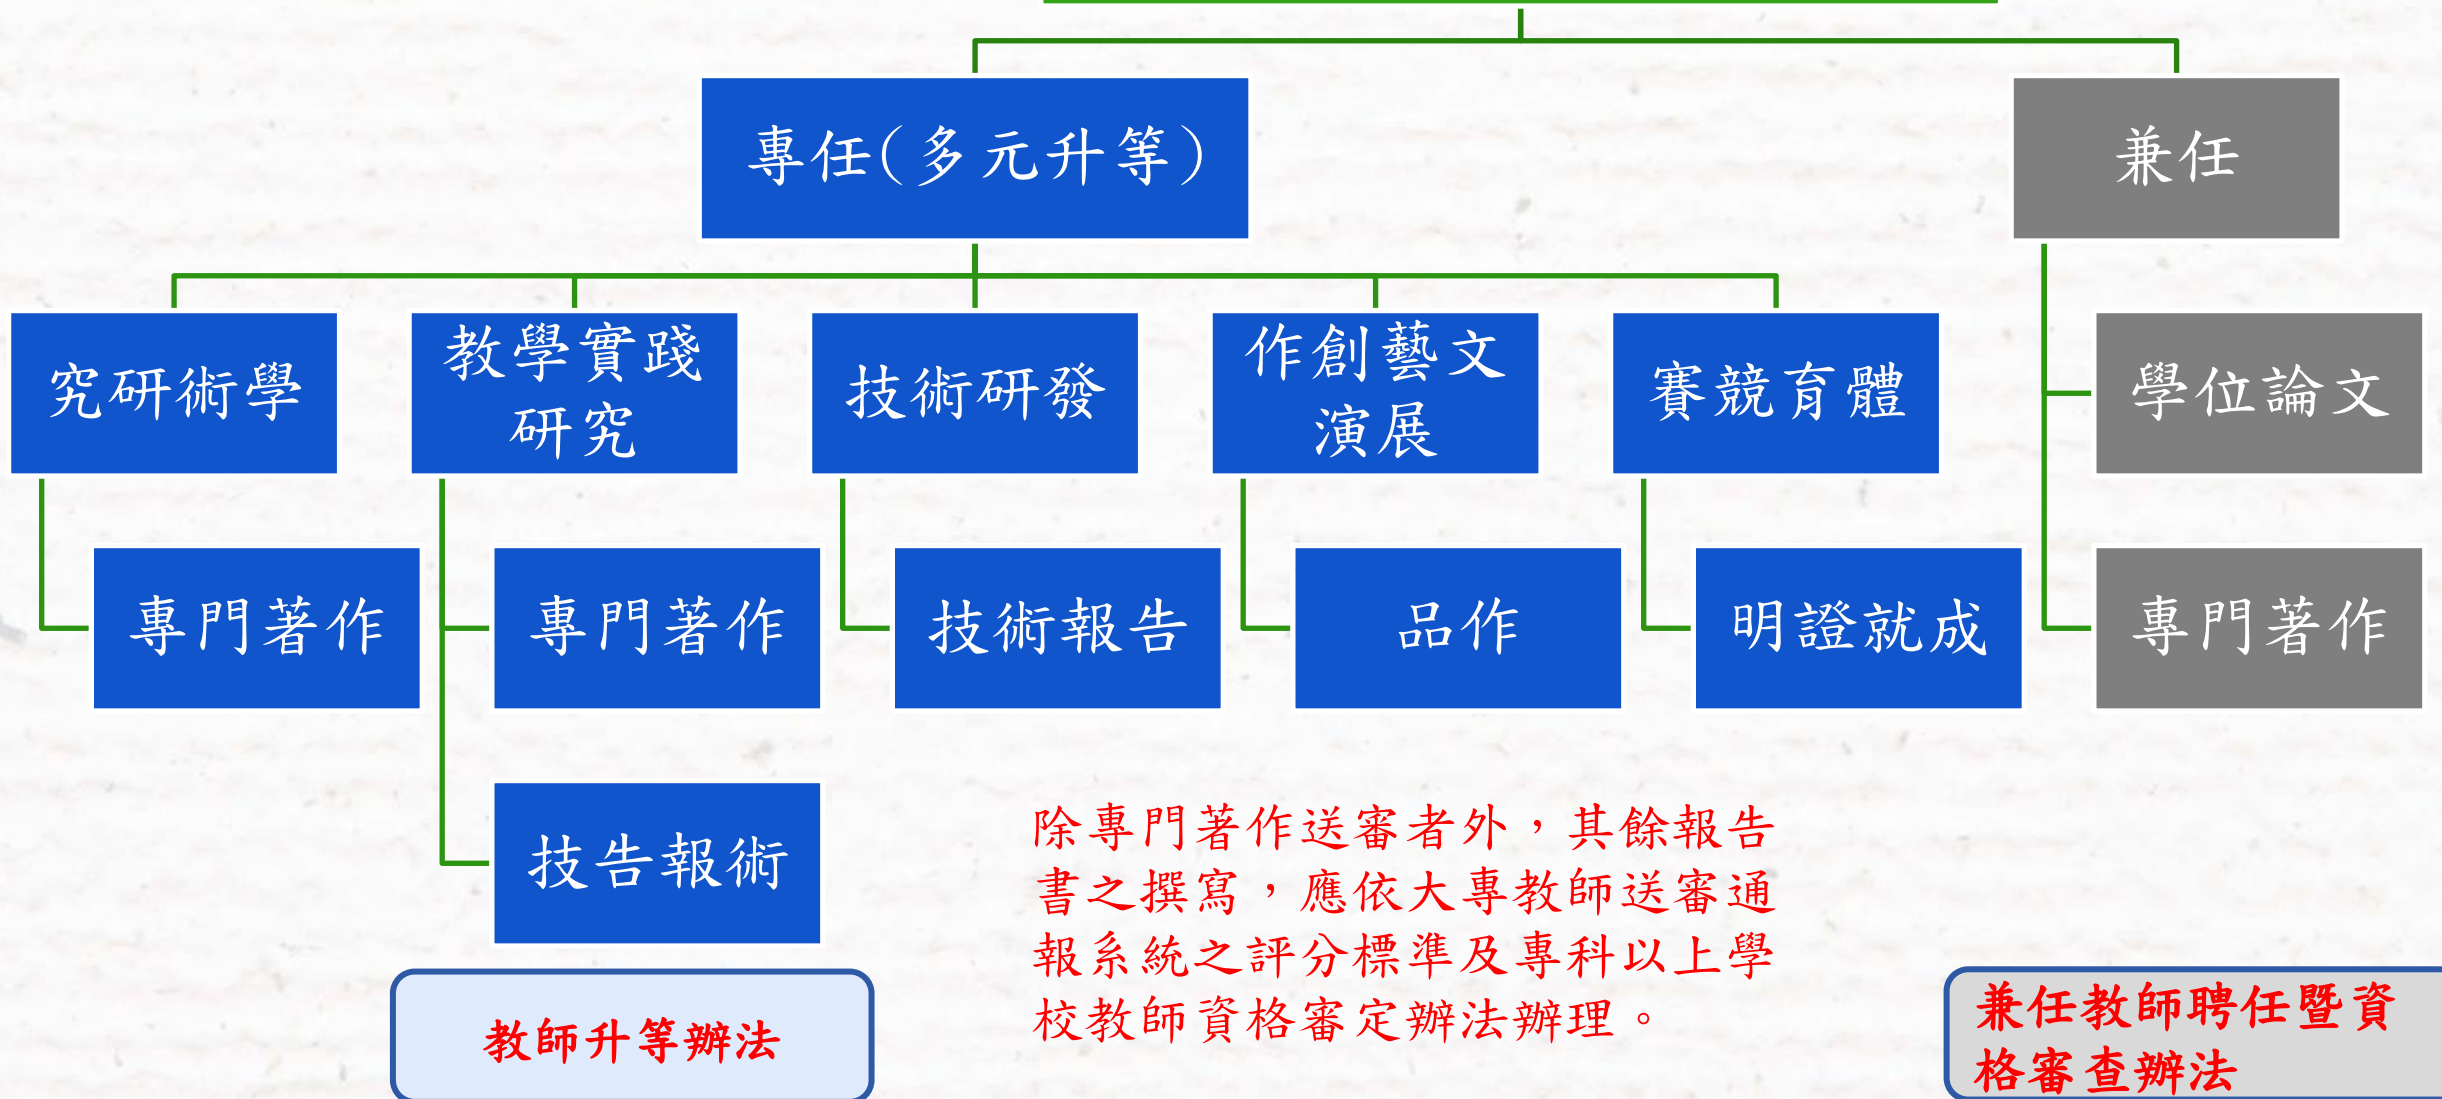 專任(多元升等)
兼任
究研術學
教學實踐
研究
技術研發
作創藝文
演展
賽競育體
學位論文
專門著作
專門著作
技術報告
品作
明證就成
專門著作
技告報術
除專門著作送審者外，其餘報告
書之撰寫，應依大專教師送審通
報系統之評分標準及專科以上學
校教師資格審定辦法辦理。
教師升等辦法
兼任教師聘任暨資
格審查辦法